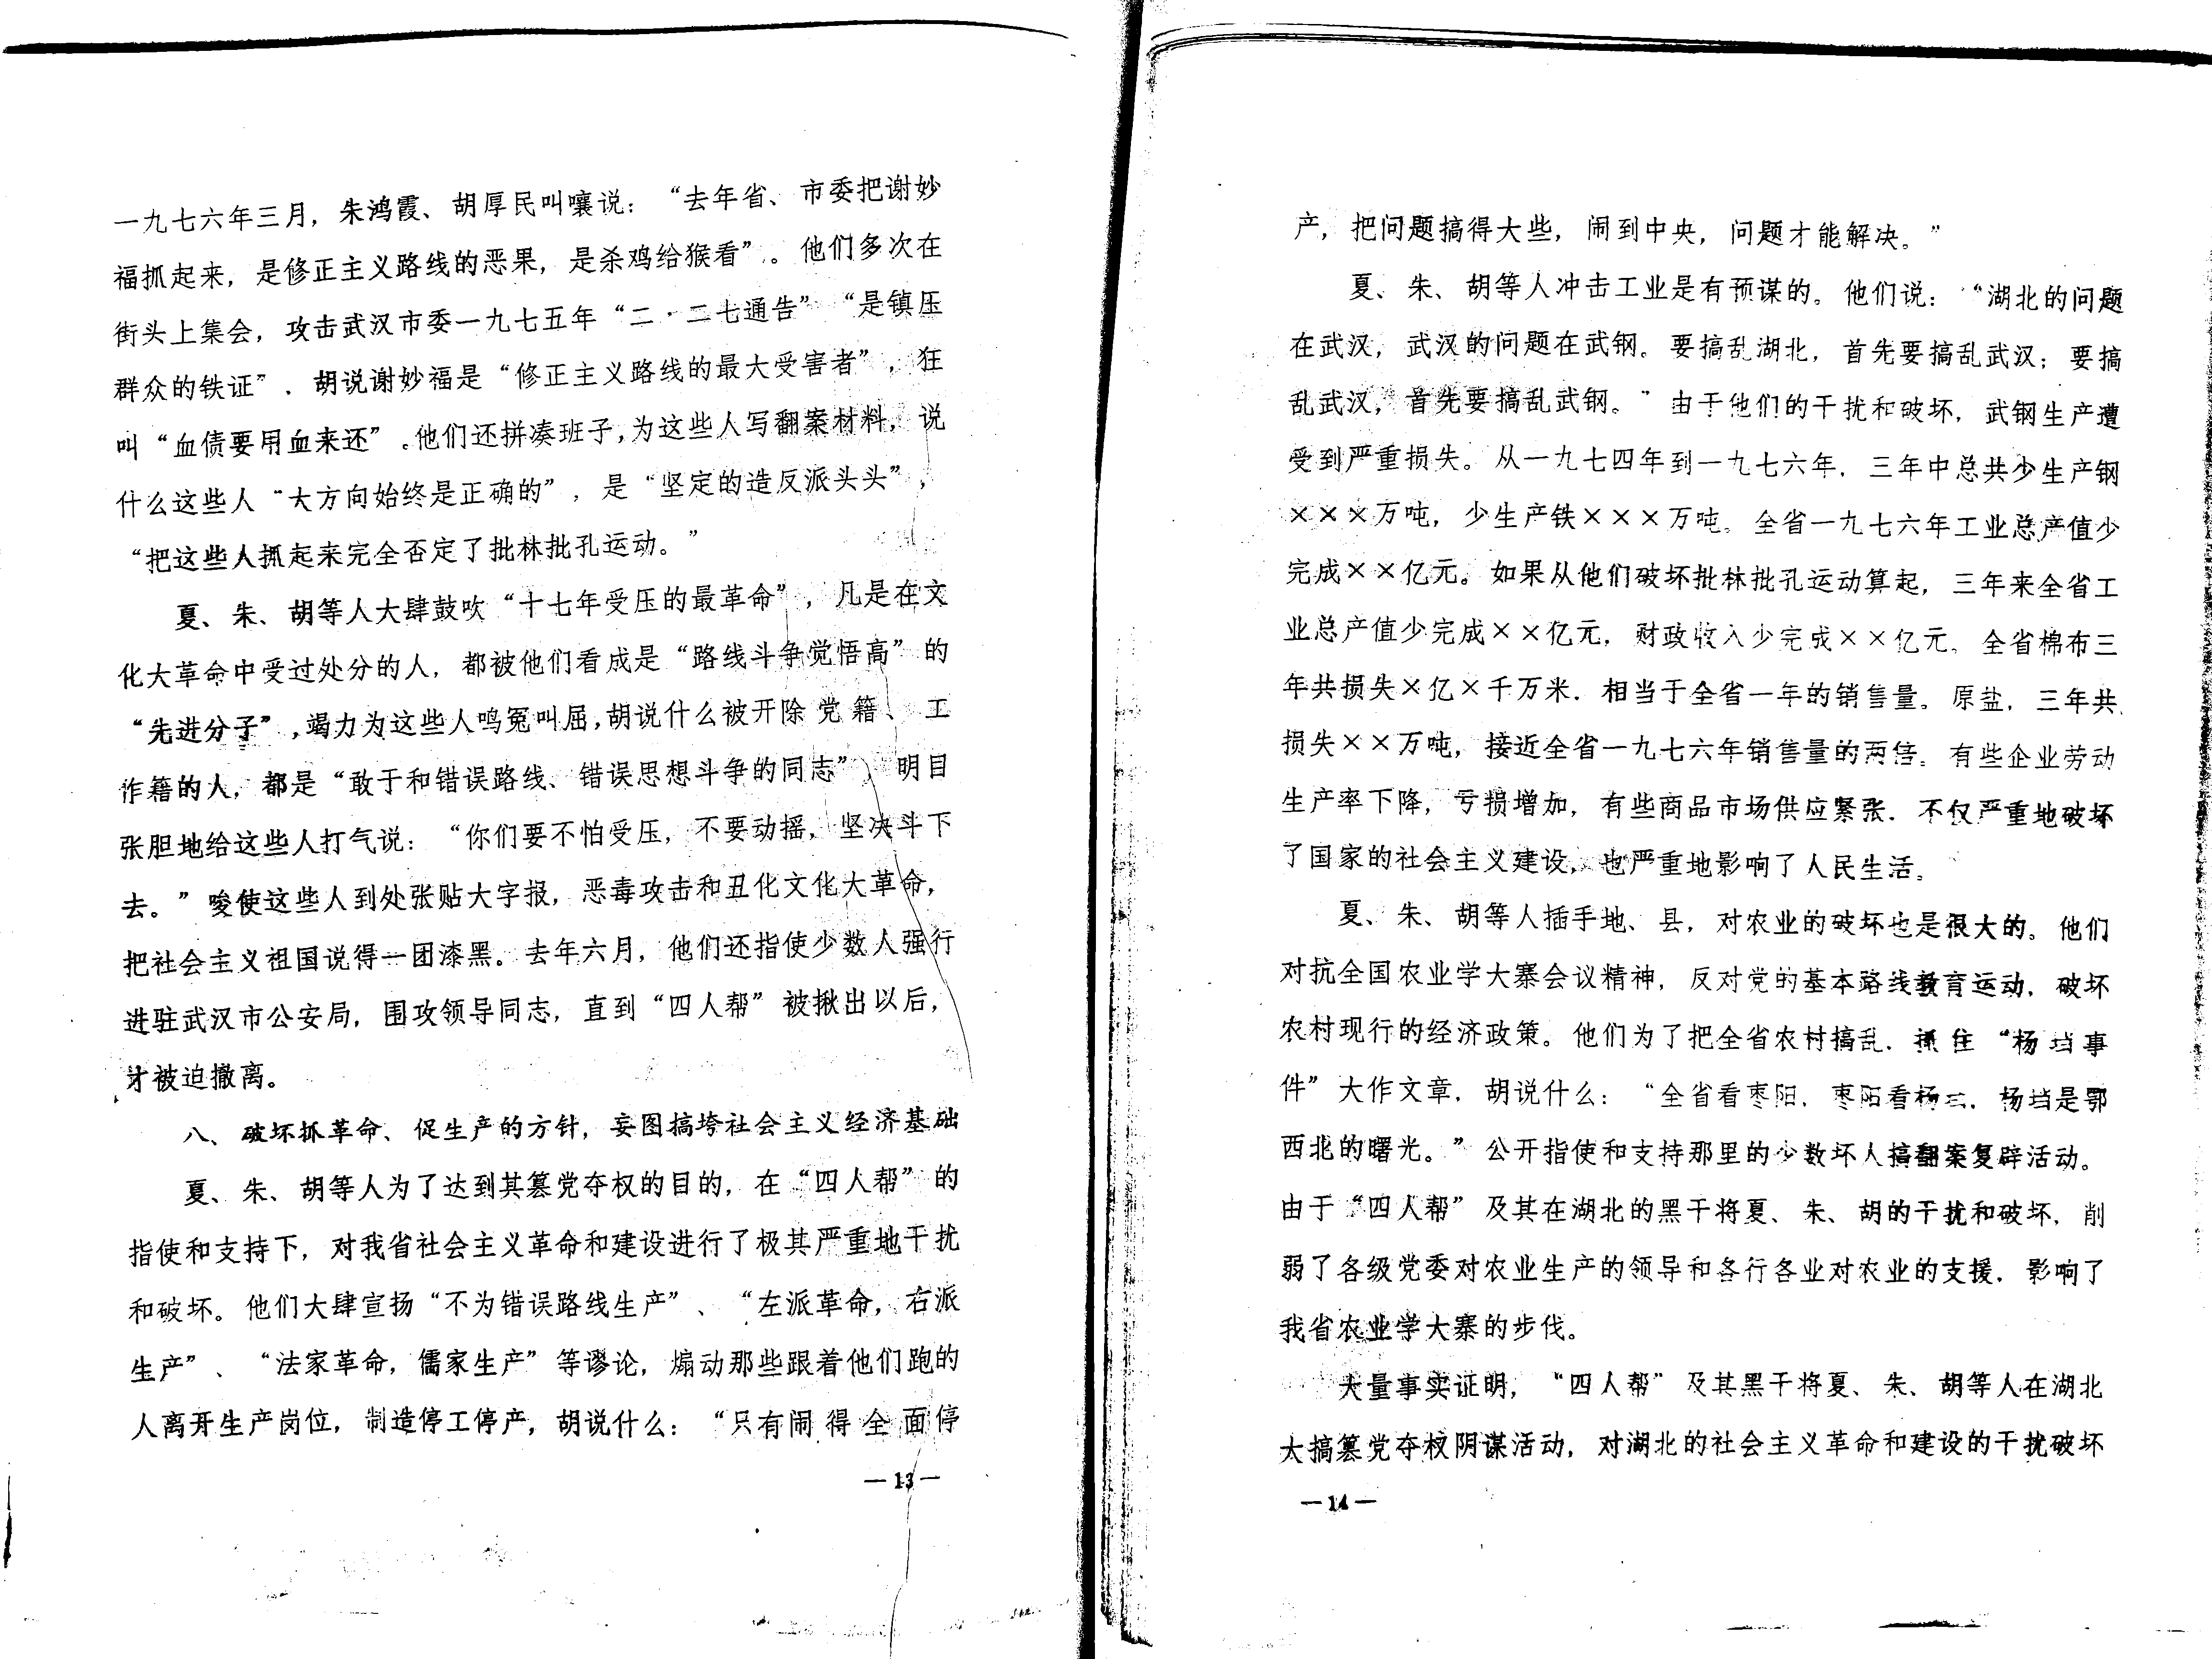 一九七六年三月，朱鸿霞、胡厚民叫嚷说：“去年省、市委把谢妙
福抓起来，是修正主义路线的恶果，是杀鸡给猴看”。他们多次在
街头上集会，攻击武汉市委一九七五年“二·二七通告”“是镇压
群众的铁证”，胡说谢妙福是“修正主义路线的最大受害者”，狂
叫“血债要用血来还”。他们还拼凑班子，为这些人写翻案材料，说
什么这些人“大方向始终是正确的”，是“坚定的造反派头头”，
“把这些人抓起来完全否定了批林批孔运动。”
夏、朱、胡等人大肆鼓吹“十七年受压的最革命”，凡是在文
化大革命中受过处分的人，都被他们看成是“路线斗争觉悟高”的
“先进分子”，竭力为这些人鸣冤叫屈，胡说什么被开除党籍、工
作籍的人，都是“敢于和错误路线、错误思想斗争的同志”，明目
张胆地给这些人打气说：“你们要不怕受压，不要动摇，坚决斗下
去。”唆使这些人到处张贴大字报，恶毒攻击和丑化文化大革命，
把社会主义祖国说得一团漆黑。去年六月，他们还指使少数人强行
进驻武汉市公安局，围攻领导同志，直到“四人帮”被揪出以后，
才被迫撤离。
八、破坏抓革命、促生产的方针，妄图搞垮社会主义经济基础
夏、朱、胡等人为了达到其篡党夺权的目的，在“四人帮”的
指使和支持下，对我省社会主义革命和建设进行了极其严重地干扰
和破坏。他们大肆宣扬“不为错误路线生产”、“左派革命，右派
生产”、“法家革命，儒家生产”等谬论，煽动那些跟着他们跑的
人离开生产岗位，制造停工停产，胡说什么：“只有闹得全面停
—13—
产，把问题搞得大些，闹到中央，问题才能解决。”
夏、朱、胡等人冲击工业是有预谋的。他们说：“湖北的问题
在武汉，武汉的问题在武钢。要搞乱湖北，首先要搞乱武汉；要搞
乱武汉，首先要搞乱武钢。”由于他们的干扰和破坏，武钢生产遭
受到严重损失。从一九七四年到一九七六年，三年中总共少生产钢
×××万吨，少生产铁×××万吨。全省一九七六年工业总产值少
完成××亿元。如果从他们破坏批林批孔运动算起，三年来全省工
业总产值少完成××亿元，财政收入少完成××亿元。全省棉布三
年共损失×亿×千万米，相当于全省一年的销售量。原盐，三年共
损失××万吨，接近全省一九七六年销售量的两倍。有些企业劳动
生产率下降，亏损增加，有些商品市场供应紧张，不仅严重地破坏
了国家的社会主义建设，也严重地影响了人民生活。
夏、朱、胡等人插手地、县，对农业的破坏也是很大的。他们
对抗全国农业学大寨会议精神，反对党的基本路线教育运动，破坏
农村现行的经济政策。他们为了把全省农村搞乱，抓住“杨垱事
件”大作文章，胡说什么：“全省看枣阳，枣阳看杨垱，杨垱是鄂
西北的曙光。”公开指使和支持那里的少数坏人搞翻案复辟活动。
由于“四人帮”及其在湖北的黑干将夏、朱、胡的干扰和破坏，削
弱了各级党委对农业生产的领导和各行各业对农业的支援，影响了
我省农业学大寨的步伐。
大量事实证明，“四人帮”及其黑干将夏、朱、胡等人在湖北
大搞篡党夺权阴谋活动，对湖北的社会主义革命和建设的干扰破坏
—14—